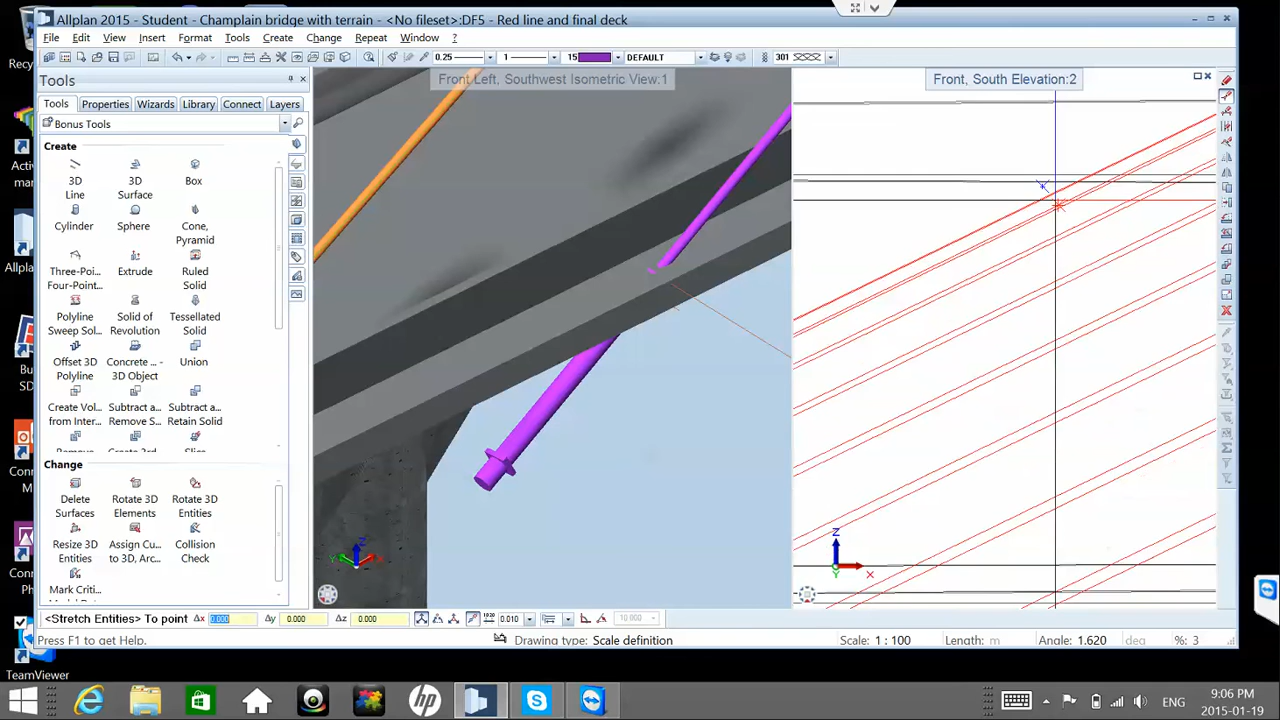 Allplan 2015 - Student - Champlain bridge with terrain - <No fileset>:DF5 - Red line and final deck
File Edit View Insert Format Tools Create Change Repeat Window ?
0.25 1 15 DEFAULT 301
Tools
Tools Properties Wizards Library Connect Layers
Bonus Tools
Create
3D Line
3D Surface
Box
Cylinder
Sphere
Cone, Pyramid
Three-Poi... Four-Point...
Extrude
Ruled Solid
Polyline Sweep Sol...
Solid of Revolution
Tessellated Solid
Offset 3D Polyline
Concrete ... - 3D Object
Union
Create Vol... from Inter...
Subtract a... Remove S...
Subtract a... Retain Solid
Change
Delete Surfaces
Rotate 3D Elements
Rotate 3D Entities
Resize 3D Entities
Assign Cu... to 3D, Arc...
Collision Check
Mark Criti...
Front Left, Southwest Isometric View:1
Front, South Elevation:2
Z
Y
X
Z
Y
X
<Stretch Entities> To point Δx 0.000 Δy 0.000 Δz 0.000 0.010 10.000
Press F1 to get Help.
Drawing type: Scale definition
Scale: 1 : 100
Length: m
Angle: 1.620 deg
%: 3
TeamViewer
ENG
9:06 PM
2015-01-19